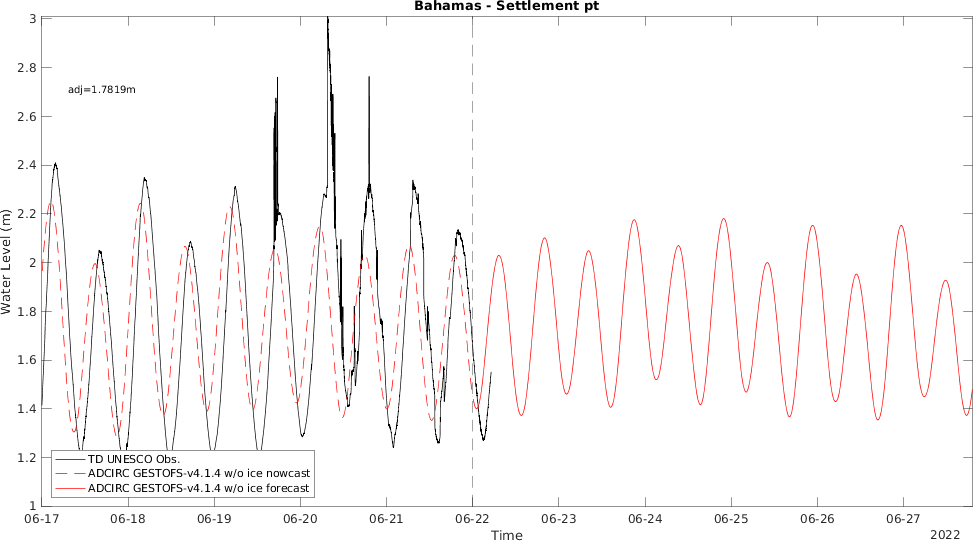 Bahamas - Settlement pt
3
2.8
2.6
2.4
2.2
2
1.8
1.6
1.4
1.2
1
Water Level (m)
adj=1.7819m
TD UNESCO Obs.
ADCIRC GESTOFS-v4.1.4 w/o ice nowcast
ADCIRC GESTOFS-v4.1.4 w/o ice forecast
06-17 06-18 06-19 06-20 06-21 06-22 06-23 06-24 06-25 06-26 06-27
Time
2022